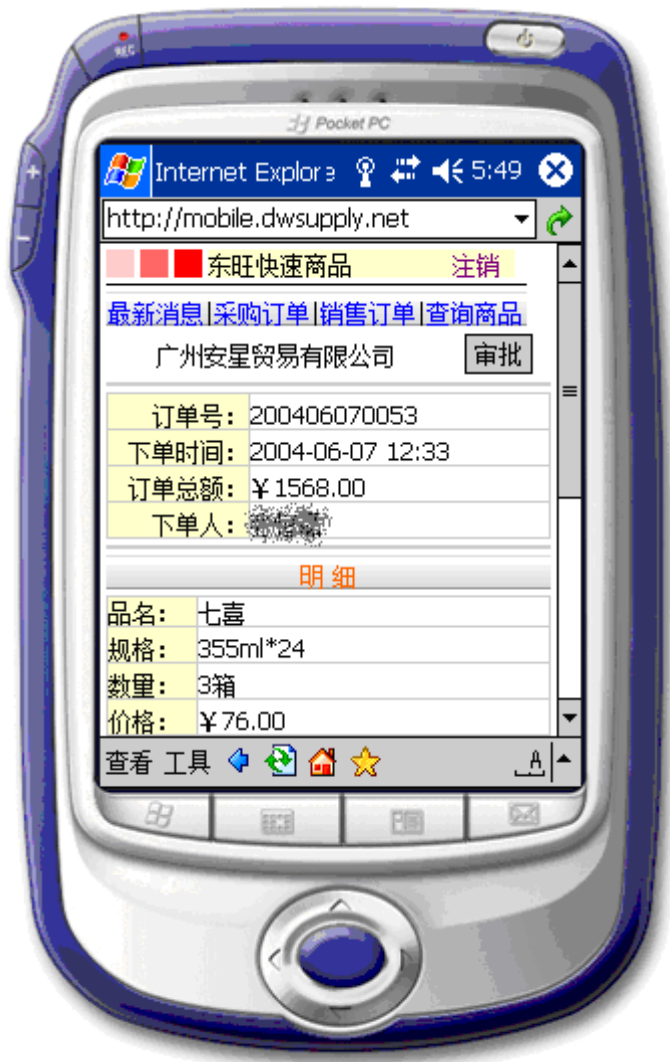 REC
Pocket PC
Internet Explore 5:49
http://mobile.dwsupply.net
东旺快速商品 注销
最新消息|采购订单|销售订单|查询商品
广州安星贸易有限公司 审批
订单号：200406070053
下单时间：2004-06-07 12:33
订单总额：￥1568.00
下单人：
明细
品名：七喜
规格：355ml*24
数里：3箱
价格：￥76.00
查看 工具